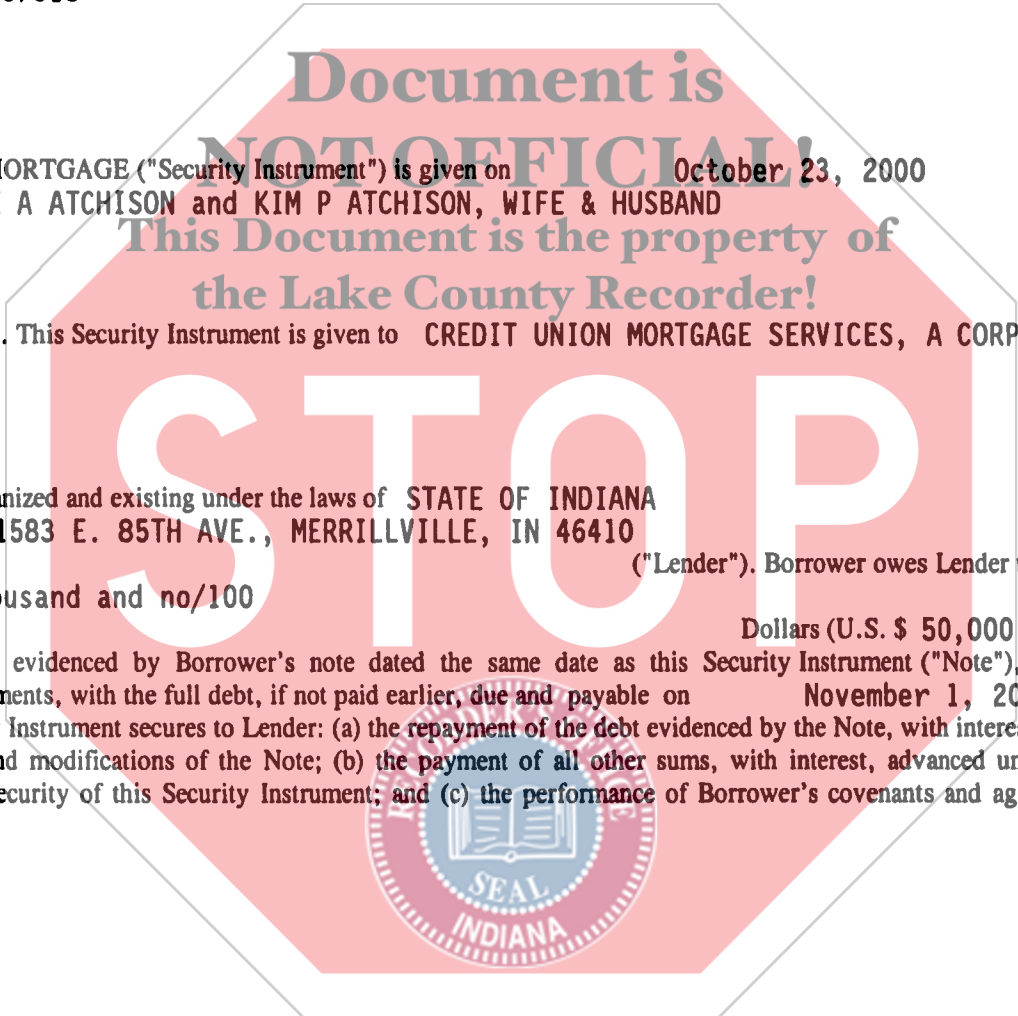 Document is
NOT OFFICIAL!
ORTGAGE ("Security Instrument") is given on October 23, 2000
A ATCHISON and KIM P ATCHISON, WIFE & HUSBAND
This Document is the property of
the Lake County Recorder!
. This Security Instrument is given to CREDIT UNION MORTGAGE SERVICES, A CORP
STOP
nized and existing under the laws of STATE OF INDIANA
1583 E. 85TH AVE., MERRILLVILLE, IN 46410
("Lender"). Borrower owes Lender
ousand and no/100
Dollars (U.S. $ 50,000
evidenced by Borrower's note dated the same date as this Security Instrument ("Note"),
ments, with the full debt, if not paid earlier, due and payable on November 1, 20
Instrument secures to Lender: (a) the repayment of the debt evidenced by the Note, with intere
d modifications of the Note; (b) the payment of all other sums, with interest, advanced un
ecurity of this Security Instrument; and (c) the performance of Borrower's covenants and ag
RECORDER'S OFFICE
SEAL
INDIANA